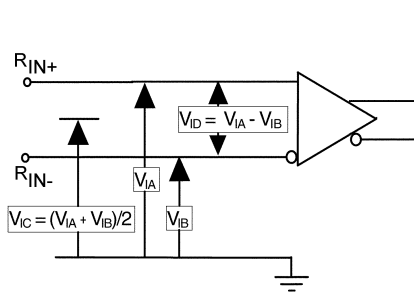 RIN+
VID = VIA - VIB
RIN-
VIA
VIC = (VIA + VIB)/2
VIB